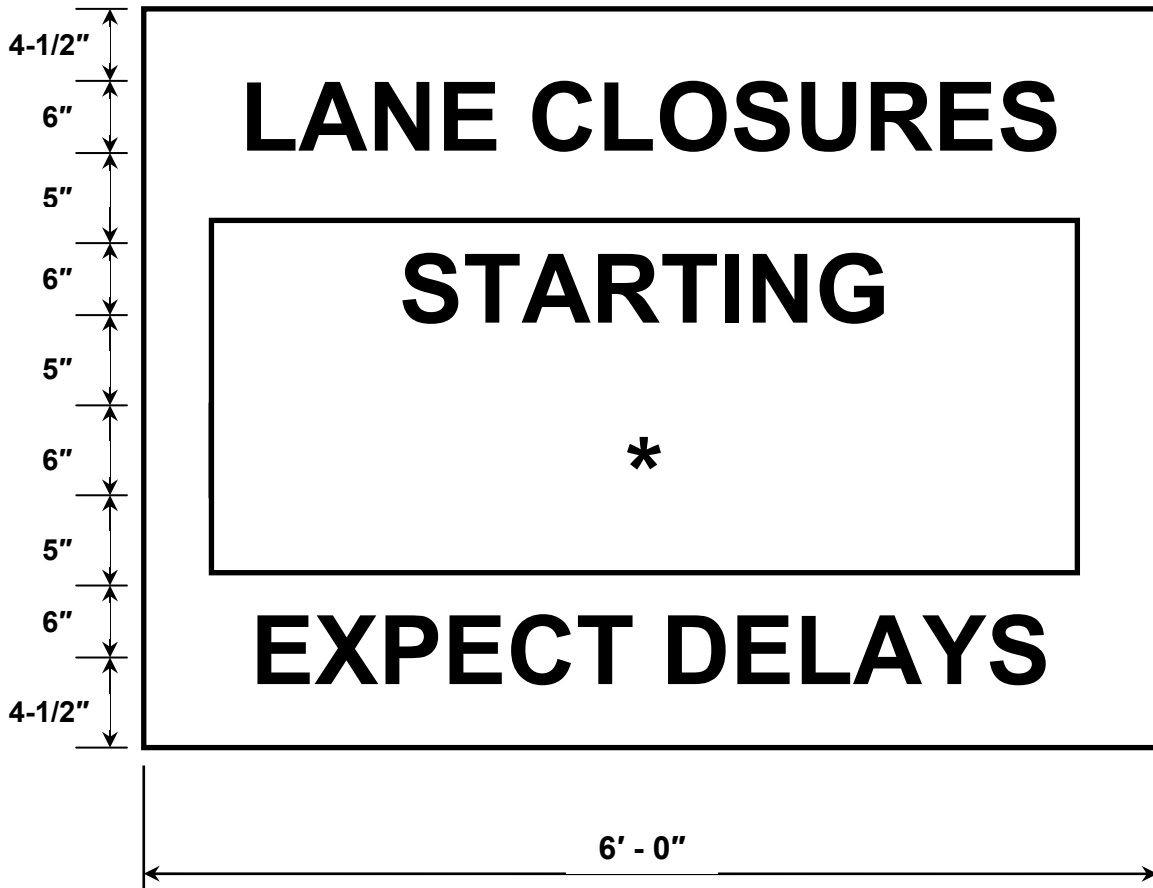 4-1/2″
6″
LANE CLOSURES
5″
6″
STARTING
5″
6″
*
5″
6″
EXPECT DELAYS
4-1/2″
6′ - 0″